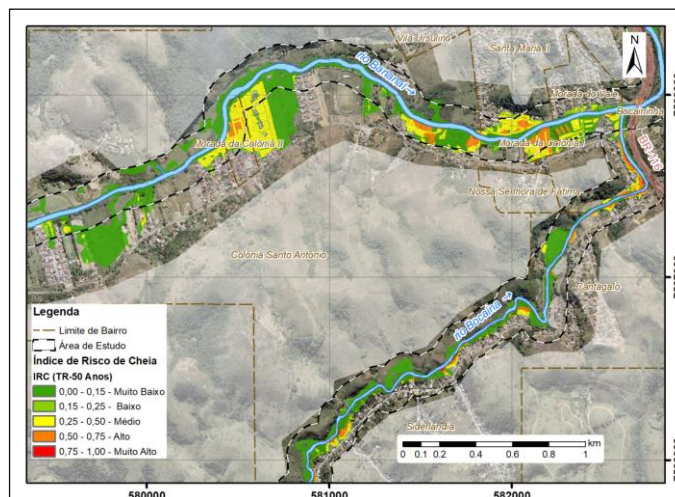 Vila Ursulino
Santa Maria II
N
rio Bananal→
Morada do Vale
Bocaininha
Morada da Colônia II
Morada da Colônia I
BR-116
Nossa Senhora de Fátima
Colônia Santo Antônio
Cantagalo
rio Bocaina →
Siderlândia
Legenda
Limite de Bairro
Área de Estudo
Índice de Risco de Cheia
IRC (TR-50 Anos)
0,00 - 0,15 - Muito Baixo
0,15 - 0,25 - Baixo
0,25 - 0,50 - Médio
0,50 - 0,75 - Alto
0,75 - 1,00 - Muito Alto
km
0 0.1 0.2 0.4 0.6 0.8 1
580000 581000 582000